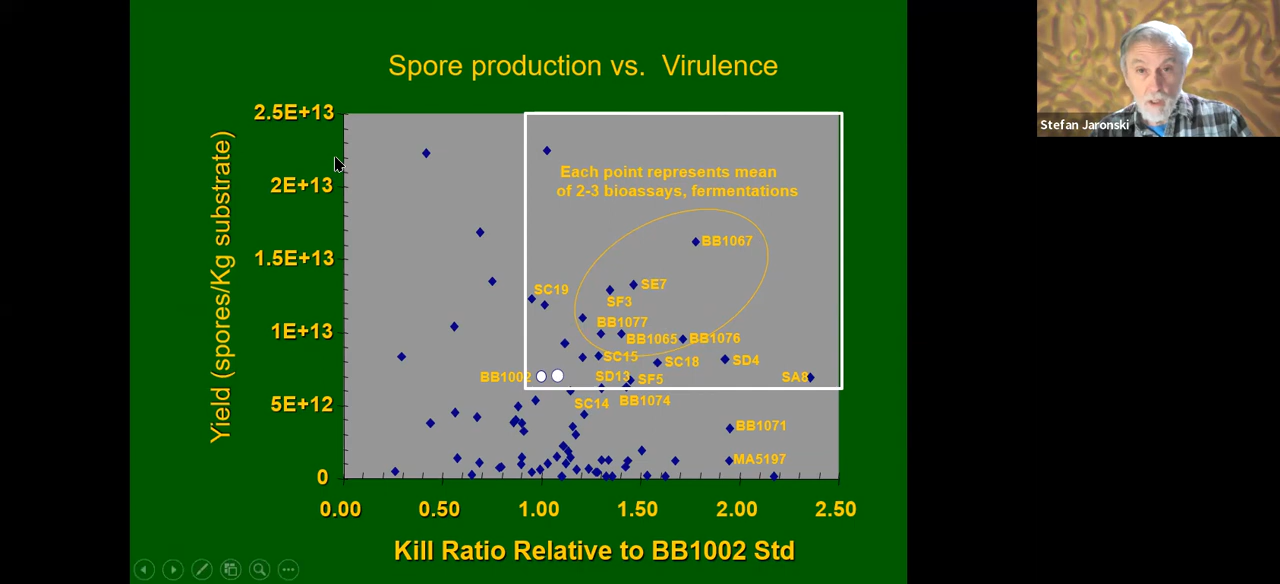 Spore production vs. Virulence
Stefan Jaronski
Yield (spores/Kg substrate)
2.5E+13
2E+13
1.5E+13
1E+13
5E+12
0
Each point represents mean
of 2-3 bioassays, fermentations
BB1067
SE7
SC19
SF3
BB1077
BB1065
BB1076
SC15
SC18
SD4
BB1002
SD13
SF5
SA8
SC14
BB1074
BB1071
MA5197
0.00
0.50
1.00
1.50
2.00
2.50
Kill Ratio Relative to BB1002 Std